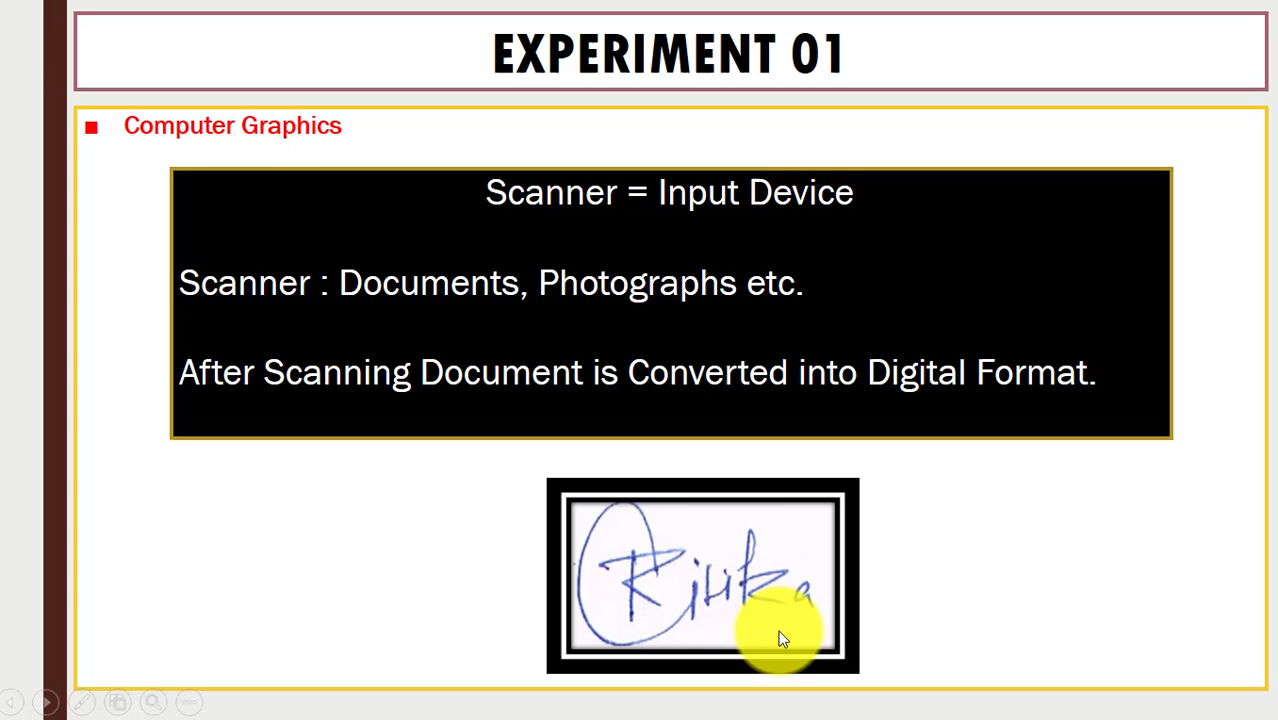 EXPERIMENT 01
Computer Graphics
Scanner = Input Device
Scanner : Documents, Photographs etc.
After Scanning Document is Converted into Digital Format.